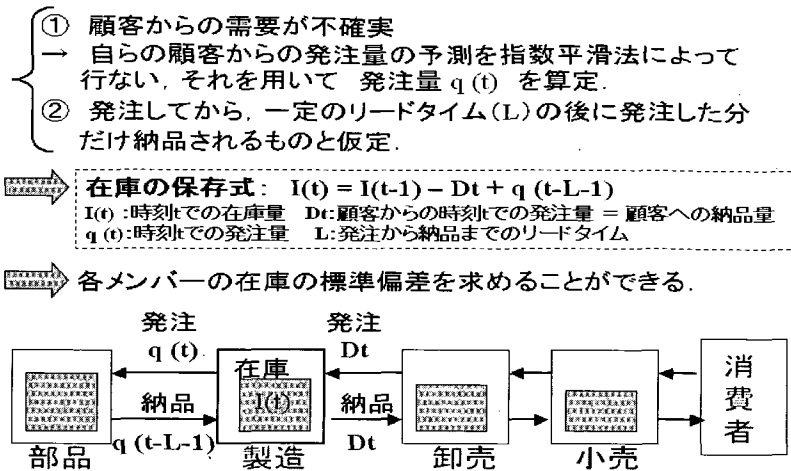 ① 顧客からの需要が不確実
→ 自らの顧客からの発注量の予測を指数平滑法によって
行ない，それを用いて 発注量 q (t) を算定．
② 発注してから，一定のリードタイム（L）の後に発注した分
だけ納品されるものと仮定．
在庫の保存式： I(t) = I(t-1) – Dt + q (t-L-1)
I(t) :時刻tでの在庫量 Dt:顧客からの時刻tでの発注量 = 顧客への納品量
q (t):時刻tでの発注量 L:発注から納品までのリードタイム
各メンバーの在庫の標準偏差を求めることができる．
発注
q (t)
納品
q (t-L-1)
部品
在庫
I(t)
製造
発注
Dt
納品
Dt
卸売
小売
消費者